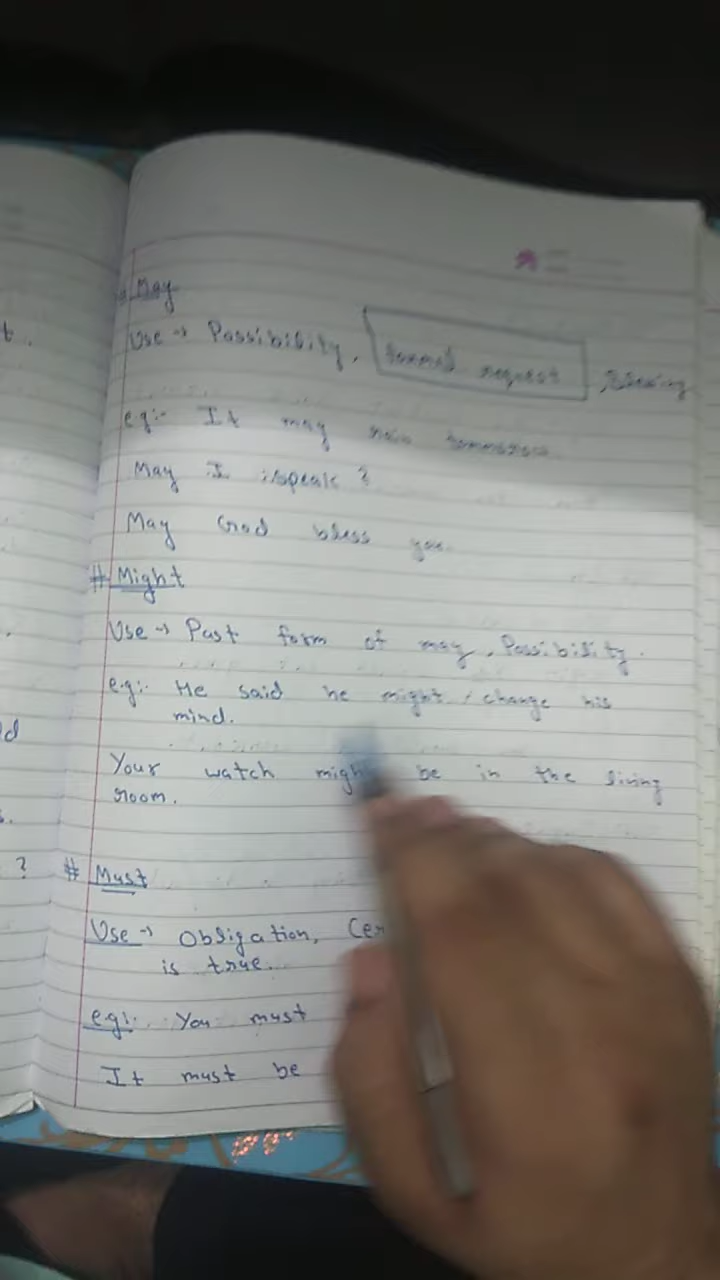 # May
Use → Possibility, formal request, Blessing
eg:- It may rain tommorow
May I speak?
May God bless you.
# Might
Use → Past form of may, Possibility.
eg:- He said he might change his
mind.
Your watch might be in the living
room.
# Must
Use → Obligation,
is true.
eg:- You must
It must be
?